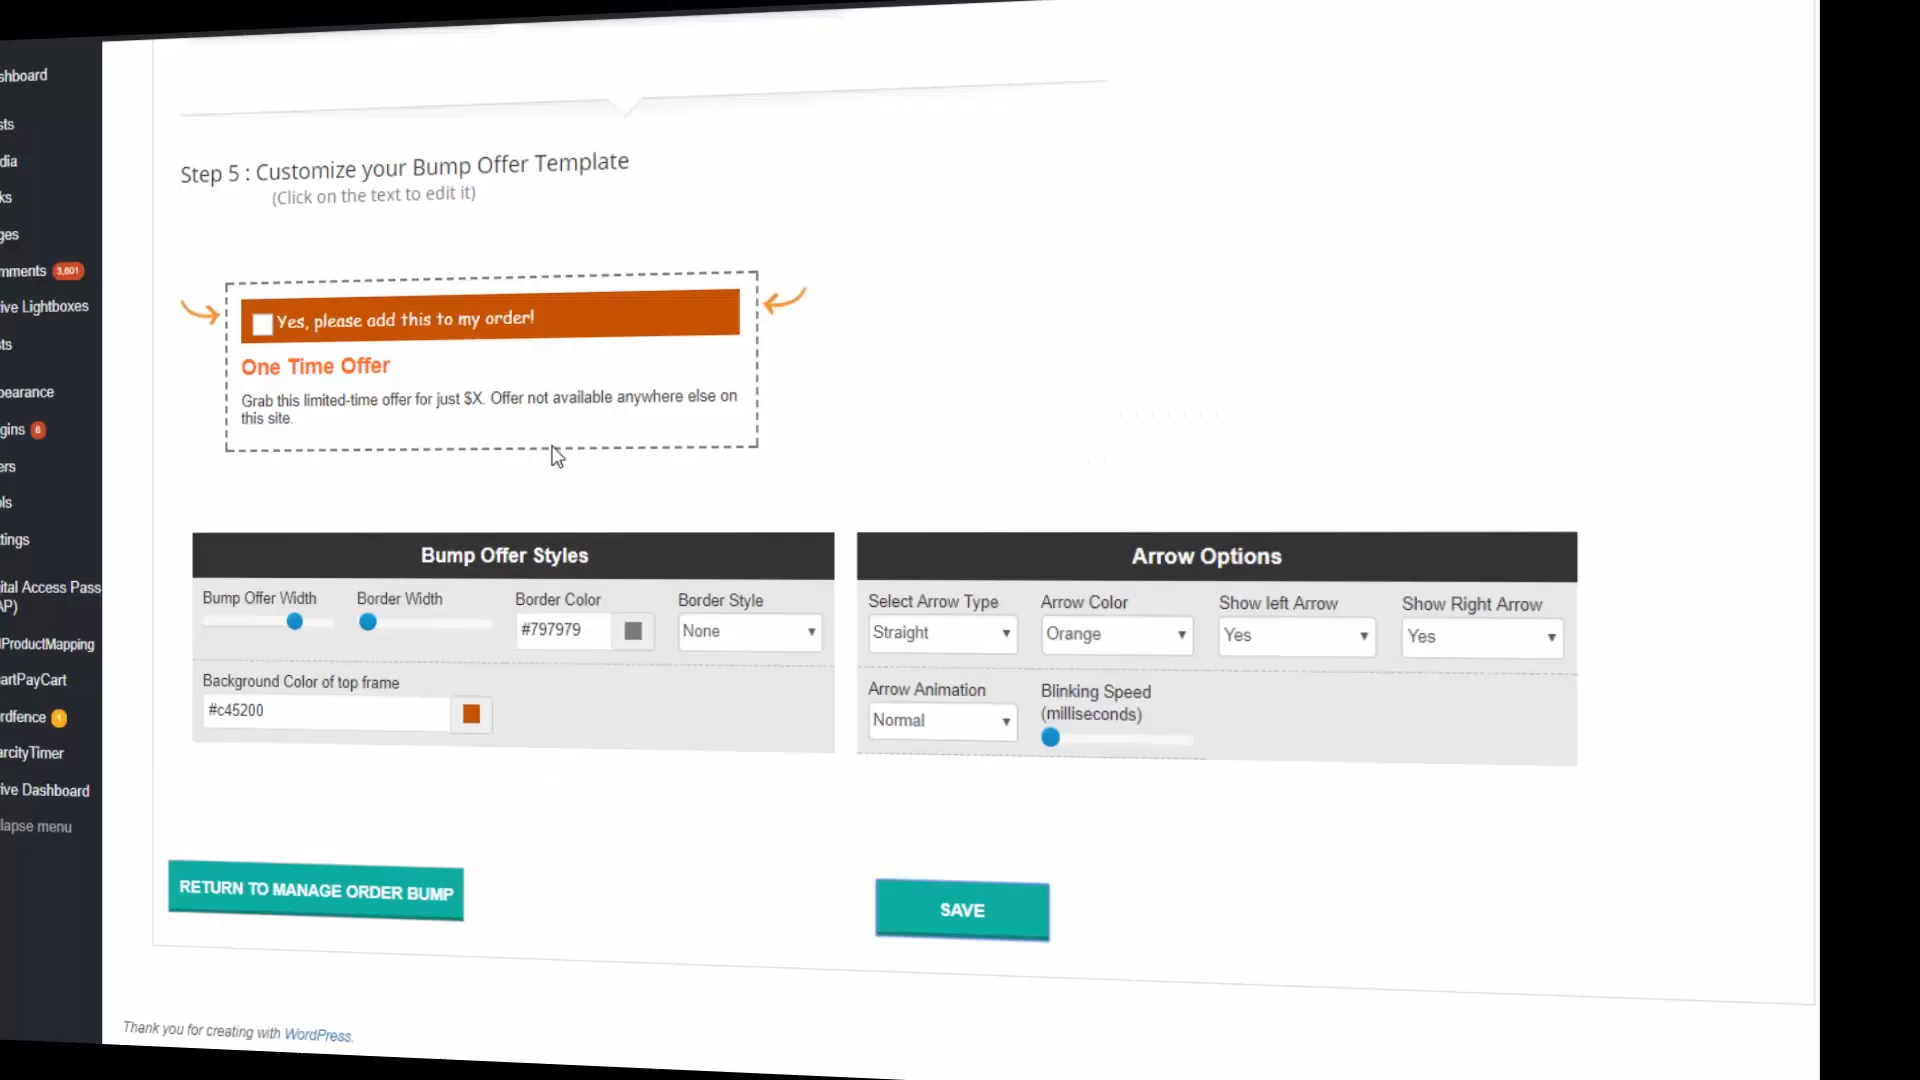 shboard
sts
dia
ks
ges
mments 3,601
ive Lightboxes
sts
pearance
gins 6
ers
ols
ttings
ital Access Pass
AP)
ProductMapping
artPayCart
rdfence 1
arcityTimer
ive Dashboard
lapse menu
Step 5 : Customize your Bump Offer Template
(Click on the text to edit it)
Yes, please add this to my order!
One Time Offer
Grab this limited-time offer for just $X. Offer not available anywhere else on
this site.
Bump Offer Styles
Bump Offer Width Border Width Border Color Border Style
#797979 None
Background Color of top frame
#c45200
Arrow Options
Select Arrow Type Arrow Color Show left Arrow Show Right Arrow
Straight Orange Yes Yes
Arrow Animation Blinking Speed
(milliseconds)
Normal
RETURN TO MANAGE ORDER BUMP
SAVE
Thank you for creating with WordPress.